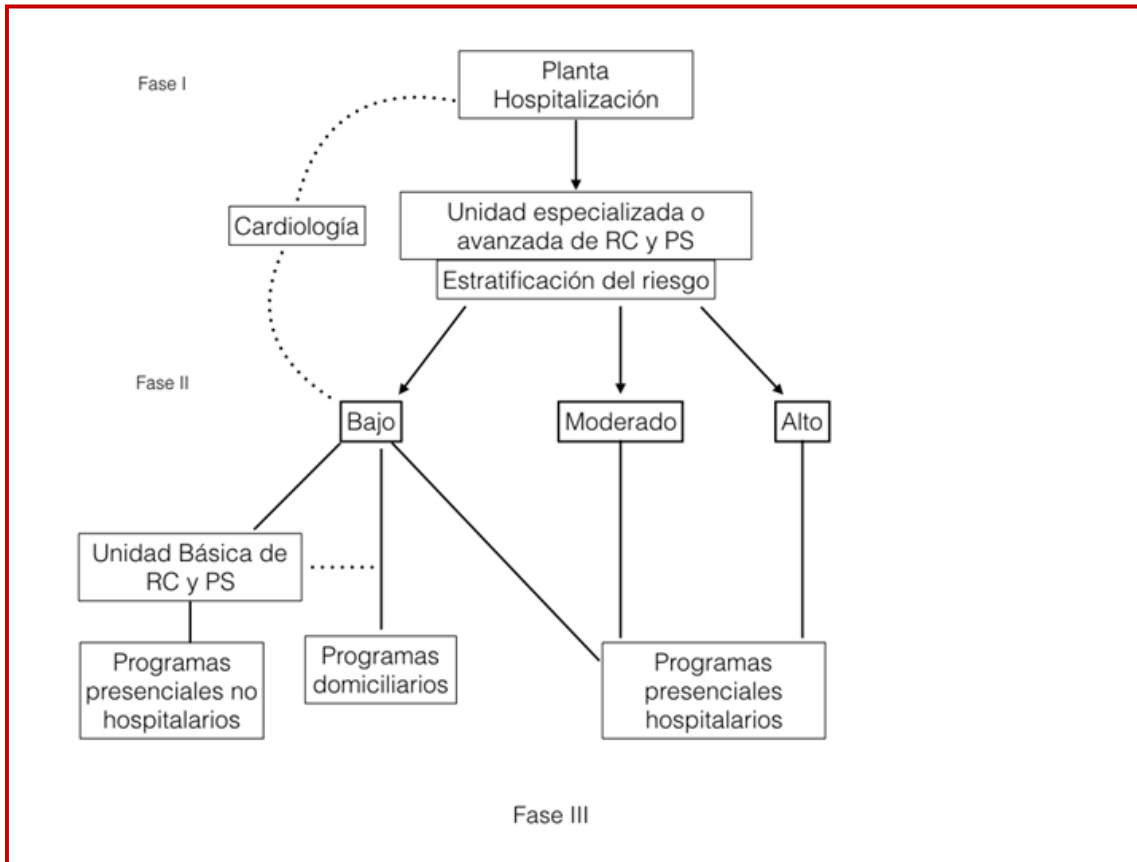 Fase I
Planta
Hospitalización
Cardiología
Unidad especializada o
avanzada de RC y PS
Estratificación del riesgo
Fase II
Bajo
Moderado
Alto
Unidad Básica de
RC y PS
Programas
presenciales no
hospitalarios
Programas
domiciliarios
Programas
presenciales
hospitalarios
Fase III